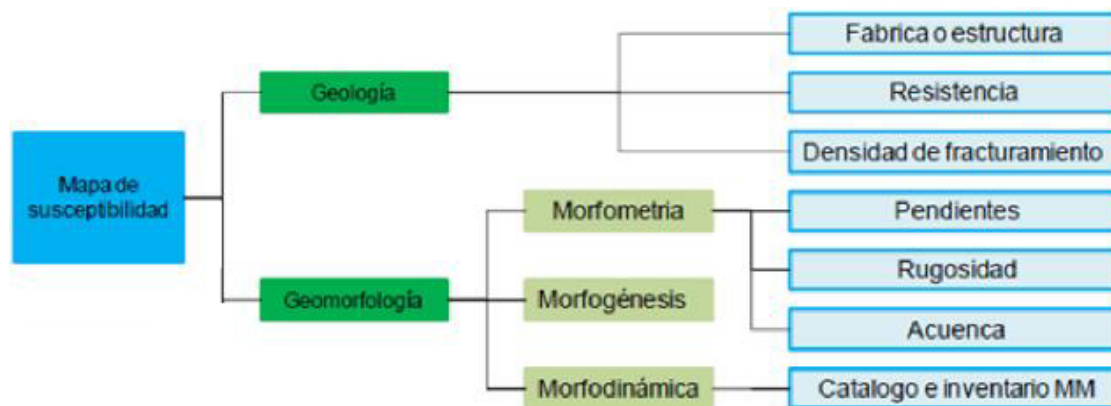 Mapa de
susceptibilidad
Geología
Geomorfología
Morfometria
Morfogénesis
Morfodinámica
Fabrica o estructura
Resistencia
Densidad de fracturamiento
Pendientes
Rugosidad
Acuenca
Catalogo e inventario MM